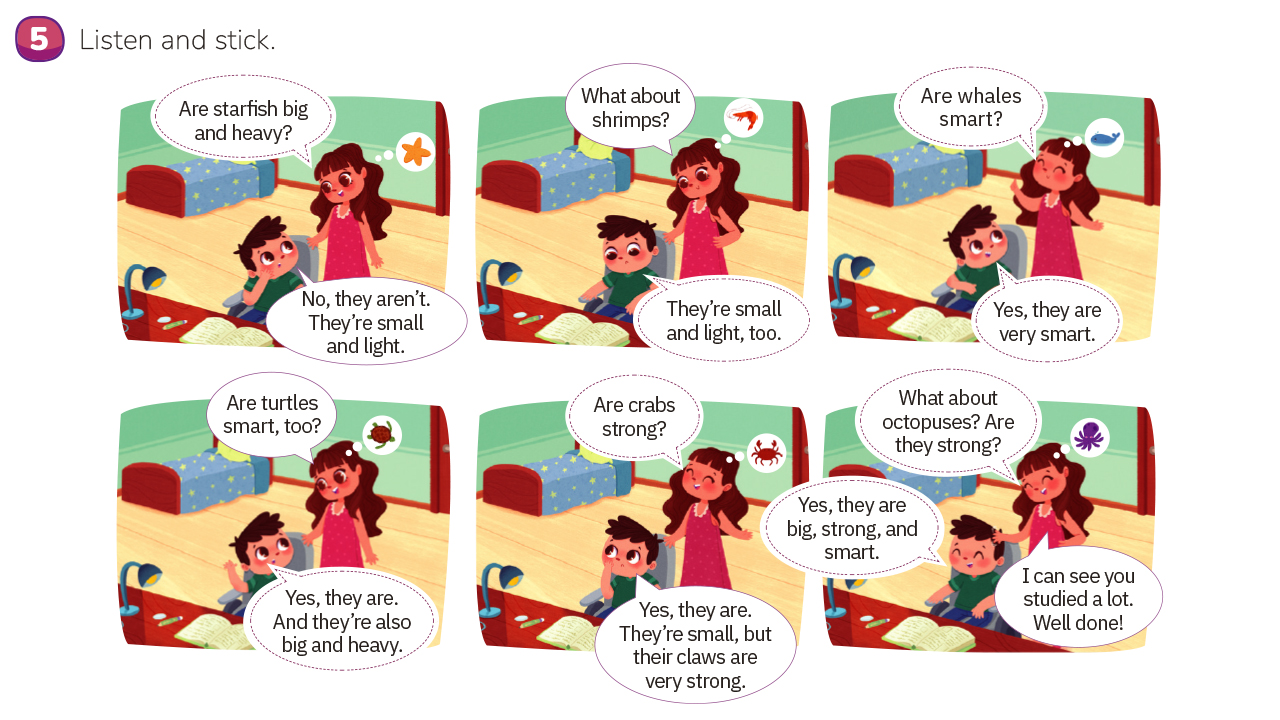 5 Listen and stick.
Are starfish big
and heavy?
No, they aren't.
They're small
and light.
What about
shrimps?
They're small
and light, too.
Are whales
smart?
Yes, they are
very smart.
Are turtles
smart, too?
Yes, they are.
And they're also
big and heavy.
Are crabs
strong?
Yes, they are.
They're small, but
their claws are
very strong.
What about
octopuses? Are
they strong?
Yes, they are
big, strong, and
smart.
I can see you
studied a lot.
Well done!